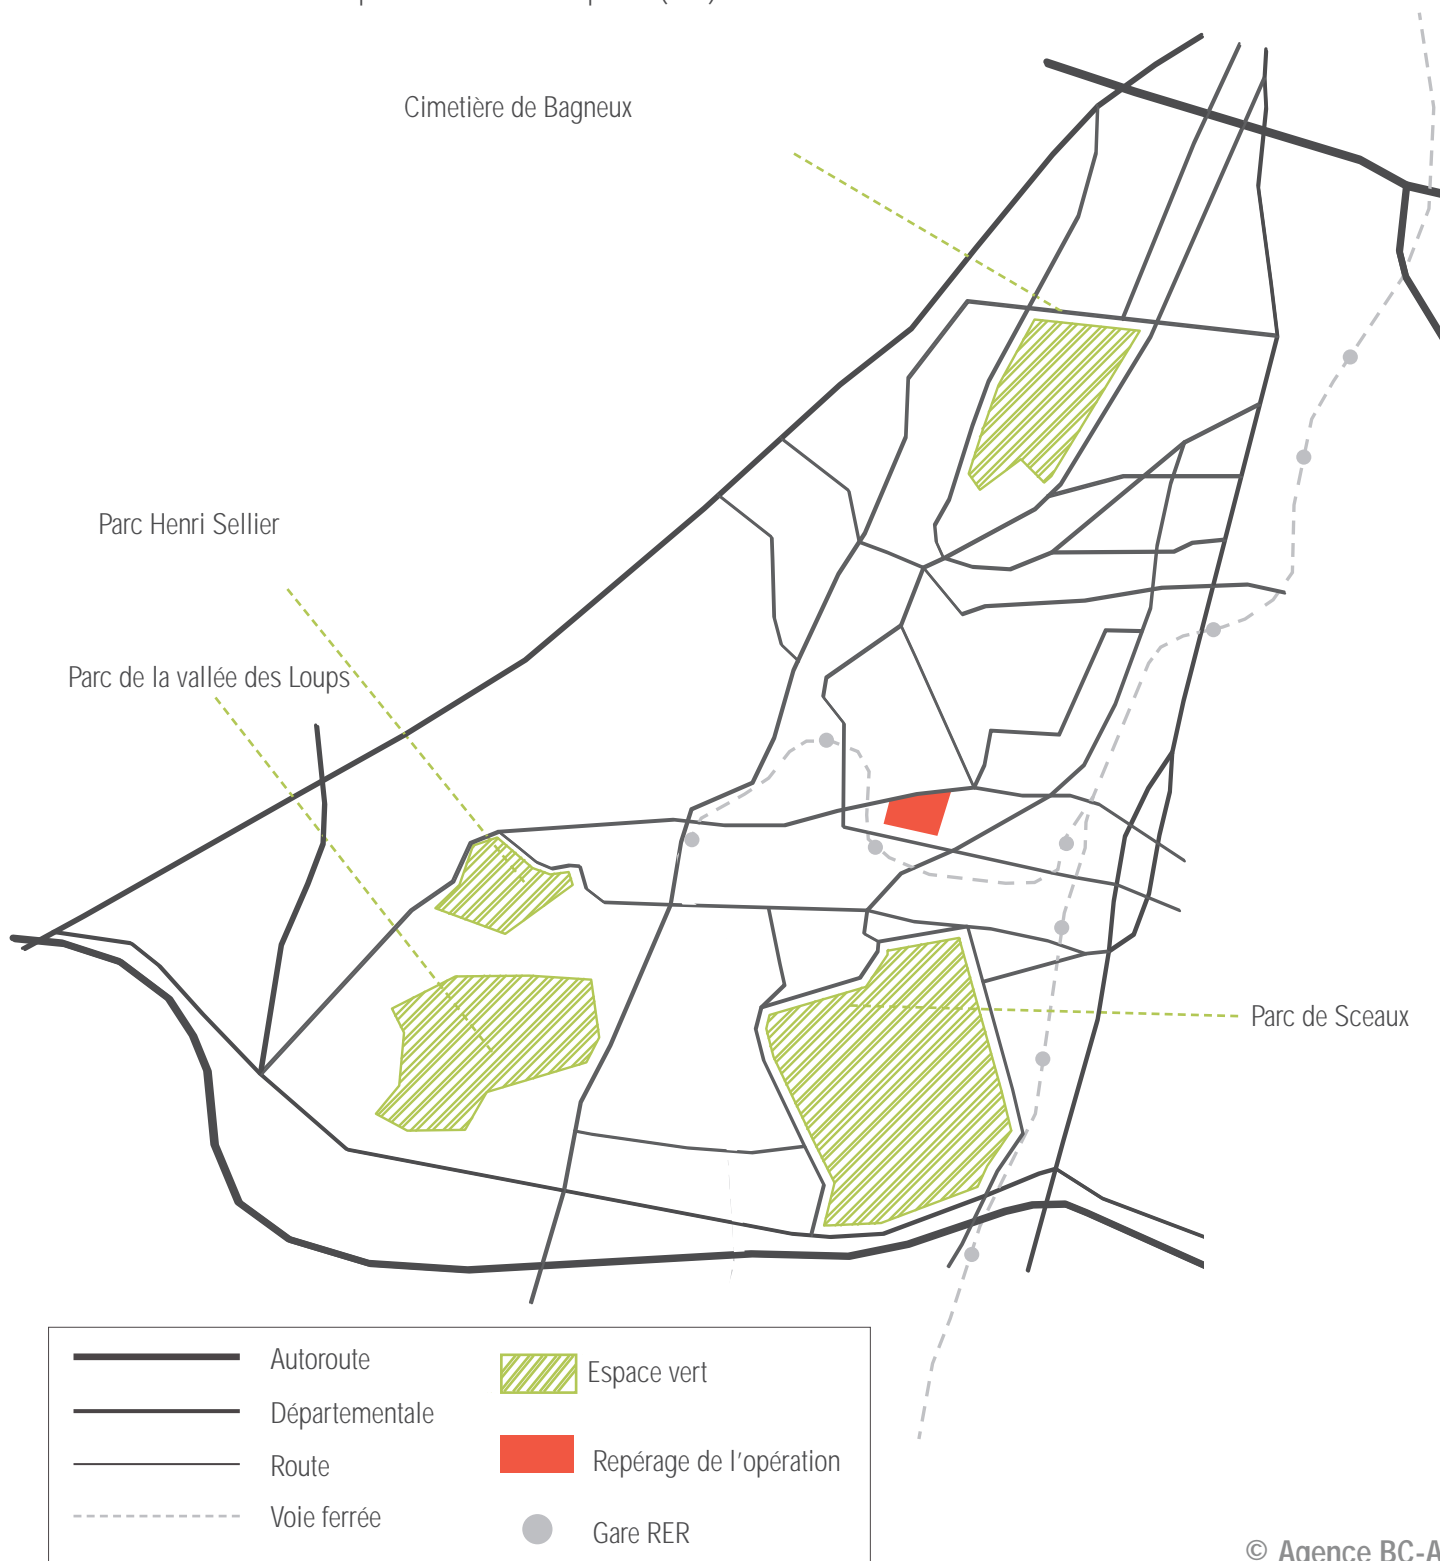 Cimetière de Bagneux
Parc Henri Sellier
Parc de la vallée des Loups
Parc de Sceaux
Autoroute
Départementale
Route
Voie ferrée
Espace vert
Repérage de l'opération
Gare RER
© Agence BC-A